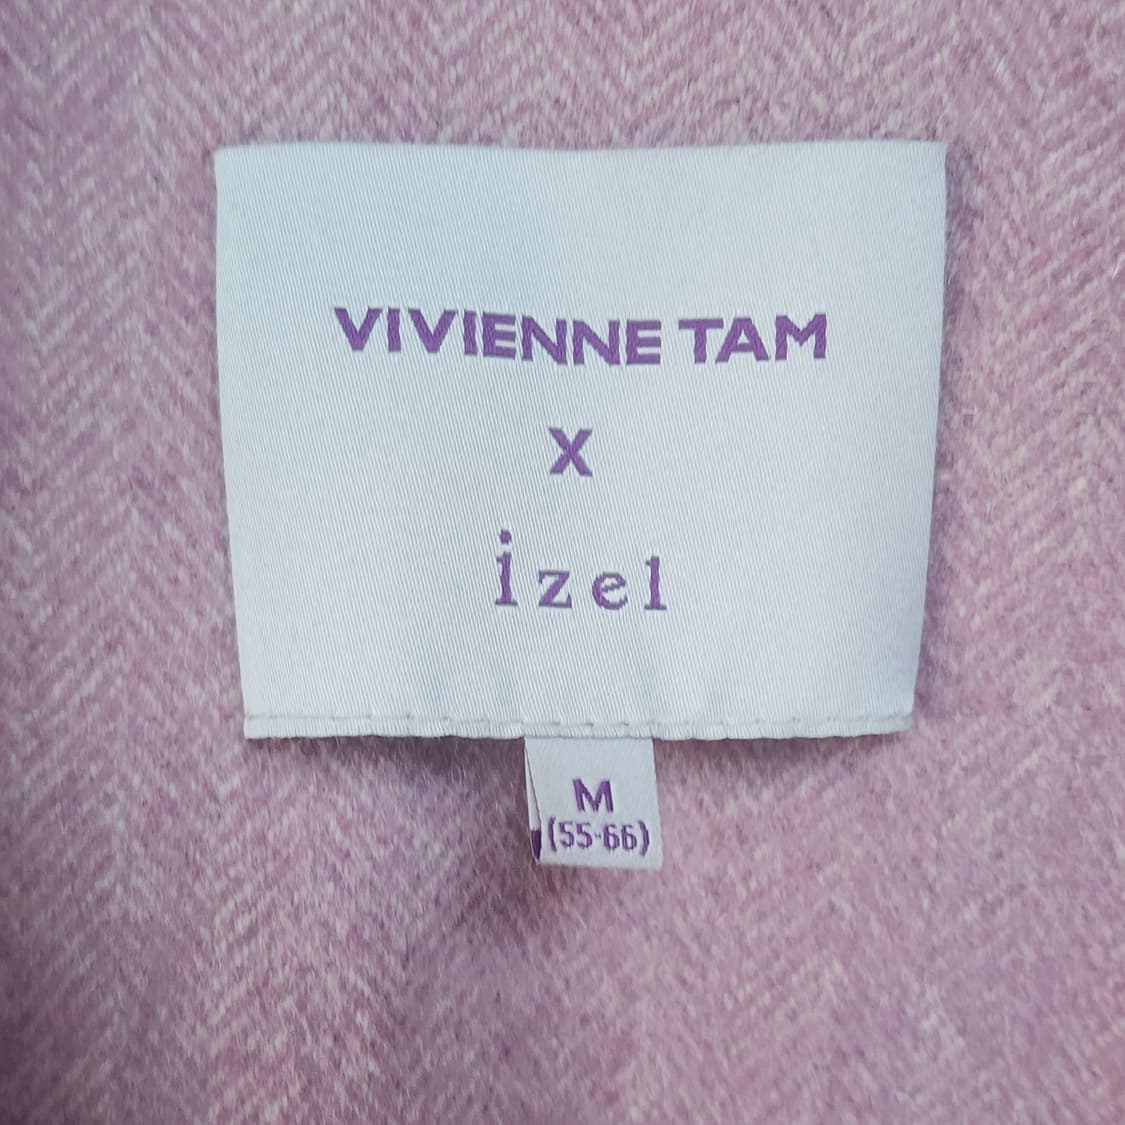 VIVIENNE TAM
X
izel
M
(55-66)